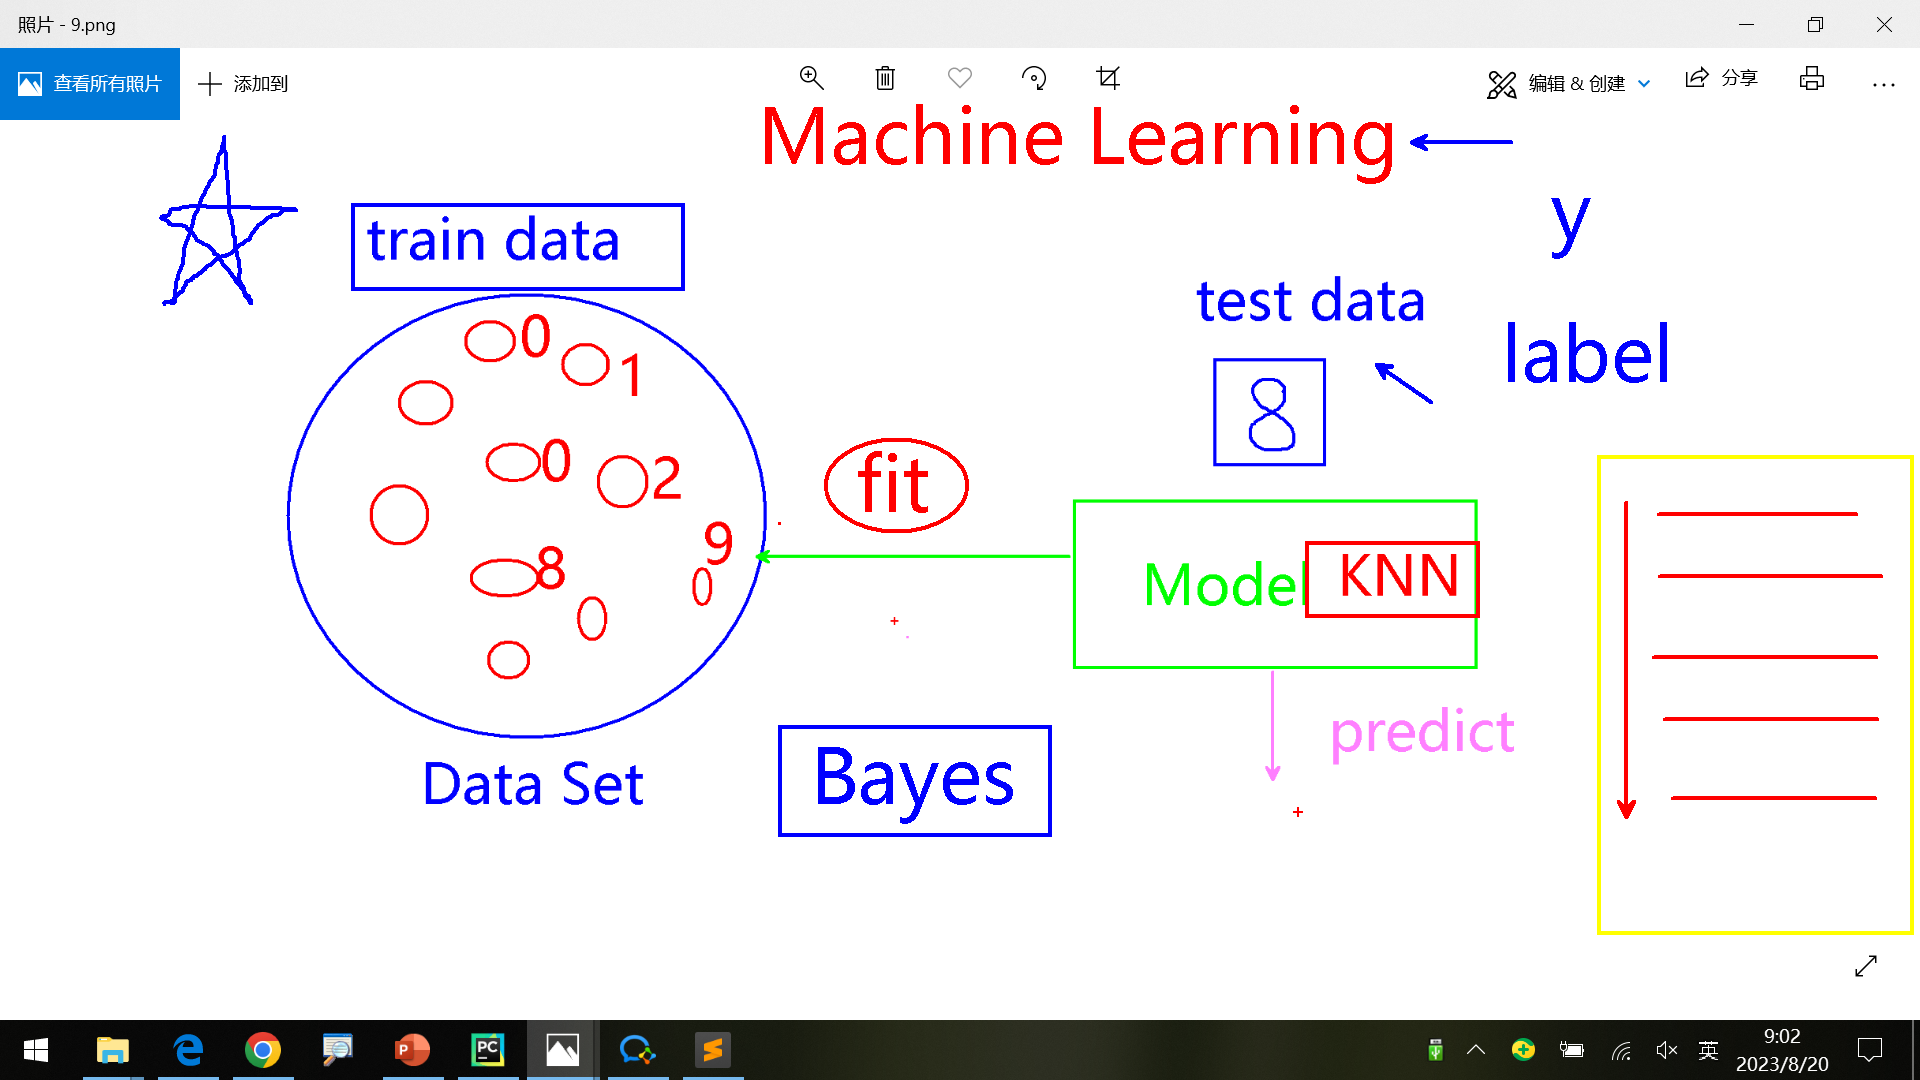 照片 - 9.png
查看所有照片
添加到
编辑 & 创建
分享
Machine Learning
y
train data
test data
label
0
1
8
0
2
fit
9
8
Model
KNN
predict
Data Set
Bayes
PC
P
英
9:02
2023/8/20